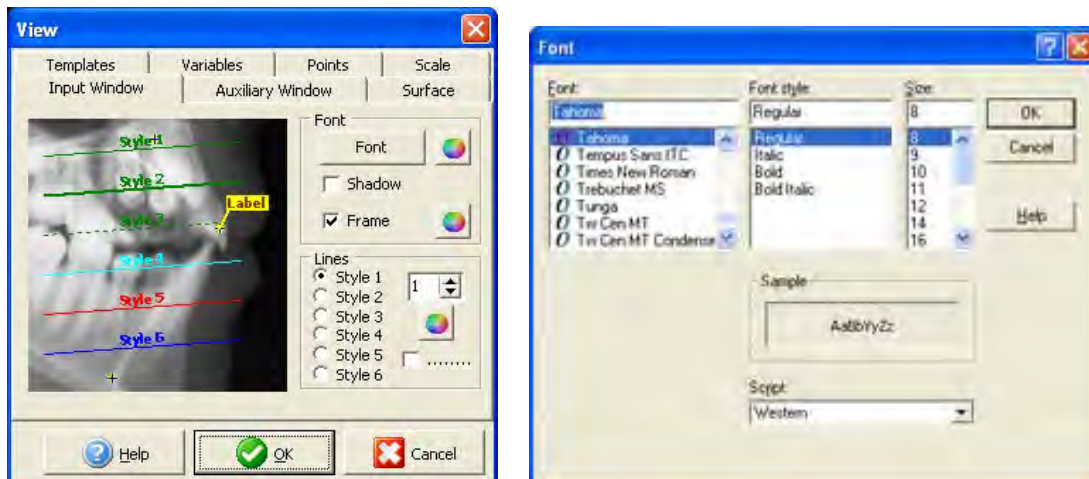 View
Templates Variables Points Scale
Input Window Auxiliary Window Surface
Style 1
Style 2
Label
Style 3
Style 4
Style 5
Style 6
Font
Font
Shadow
Frame
Lines
Style 1
Style 2
Style 3
Style 4
Style 5
Style 6
1
........
Help OK Cancel
Font
Font:
Tahoma
Tahoma
Tempus Sans ITC
Times New Roman
Trebuchet MS
Tunga
Tw Cen MT
Tw Cen MT Condense
Font style:
Regular
Regular
Italic
Bold
Bold Italic
Size:
8
8
9
10
11
12
14
16
OK
Cancel
Help
Sample
AaBbYyZz
Script:
Western